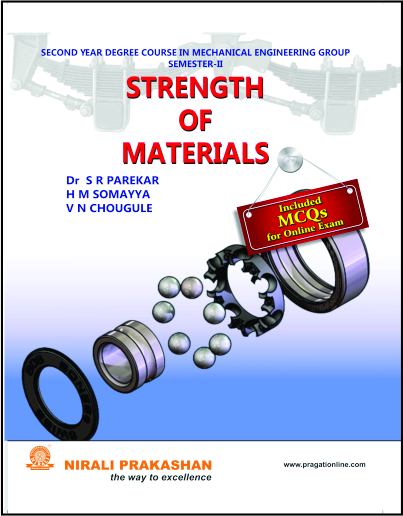 SECOND YEAR DEGREE COURSE IN MECHANICAL ENGINEERING GROUP
SEMESTER-II
STRENGTH
OF
MATERIALS
Dr S R PAREKAR
H M SOMAYYA
V N CHOUGULE
Included
MCQs
for Online Exam
NIRALI PRAKASHAN
the way to excellence
www.pragationline.com